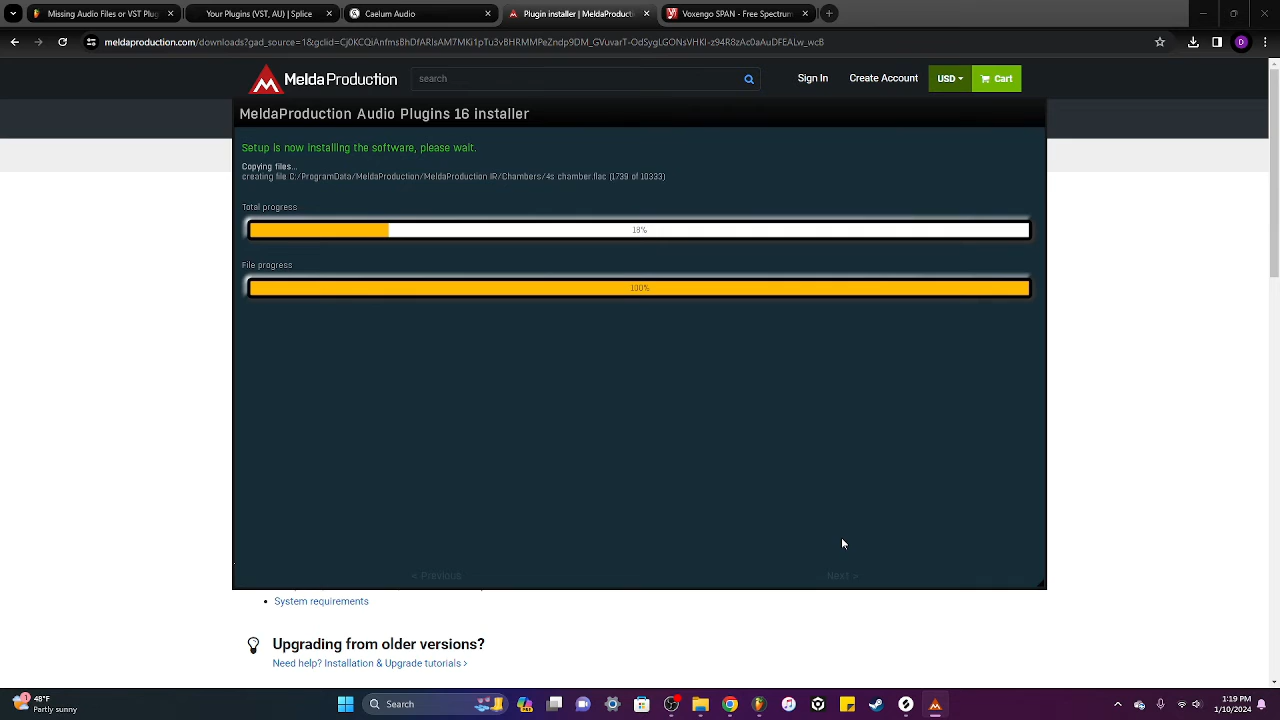 Missing Audio Files or VST Plug
Your Plugins (VST, AU) | Splice
Caelum Audio
Plugin installer | MeldaProducti
Voxengo SPAN - Free Spectrum
meldaproduction.com/downloads?gad_source=1&gclid=Cj0KCQiAnfmsBhDfARIsAM7MKi1pTu3vBHRMMPeZndp9DM_GVuvarT-OdSygLGONsVHKI-z94R8zAc0aAuDFEALw_wcB
MeldaProduction
search
Sign In
Create Account
USD
Cart
MeldaProduction Audio Plugins 16 installer
Setup is now installing the software, please wait.
Copying files...
creating file C:/ProgramData/MeldaProduction/MeldaProduction IR/Chambers/4s chamber.flac (1739 of 10333)
Total progress
18%
File progress
100%
< Previous
Next >
System requirements
Upgrading from older versions?
Need help? Installation & Upgrade tutorials >
48°F
Partly sunny
Search
1:19 PM
1/10/2024